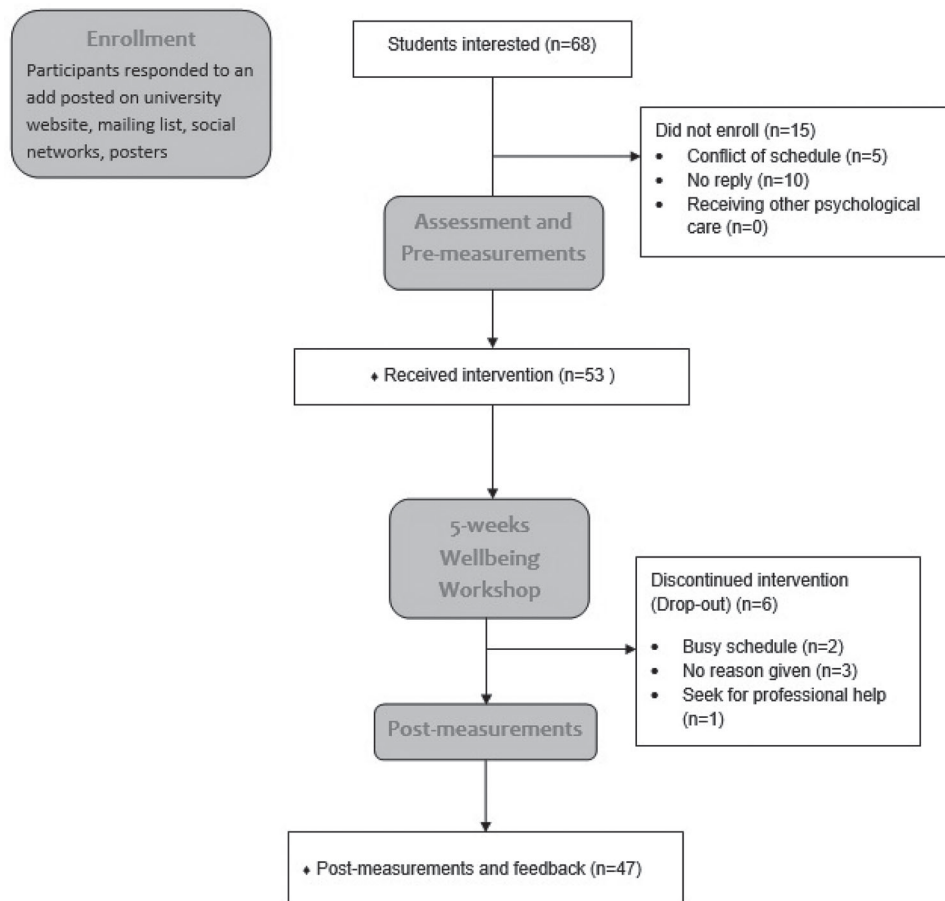 Enrollment
Participants responded to an
add posted on university
website, mailing list, social
networks, posters
Students interested (n=68)
Did not enroll (n=15)
• Conflict of schedule (n=5)
• No reply (n=10)
• Receiving other psychological
care (n=0)
Assessment and
Pre-measurements
♦ Received intervention (n=53 )
5-weeks
Wellbeing
Workshop
Discontinued intervention
(Drop-out) (n=6)
• Busy schedule (n=2)
• No reason given (n=3)
• Seek for professional help
(n=1)
Post-measurements
♦ Post-measurements and feedback (n=47)